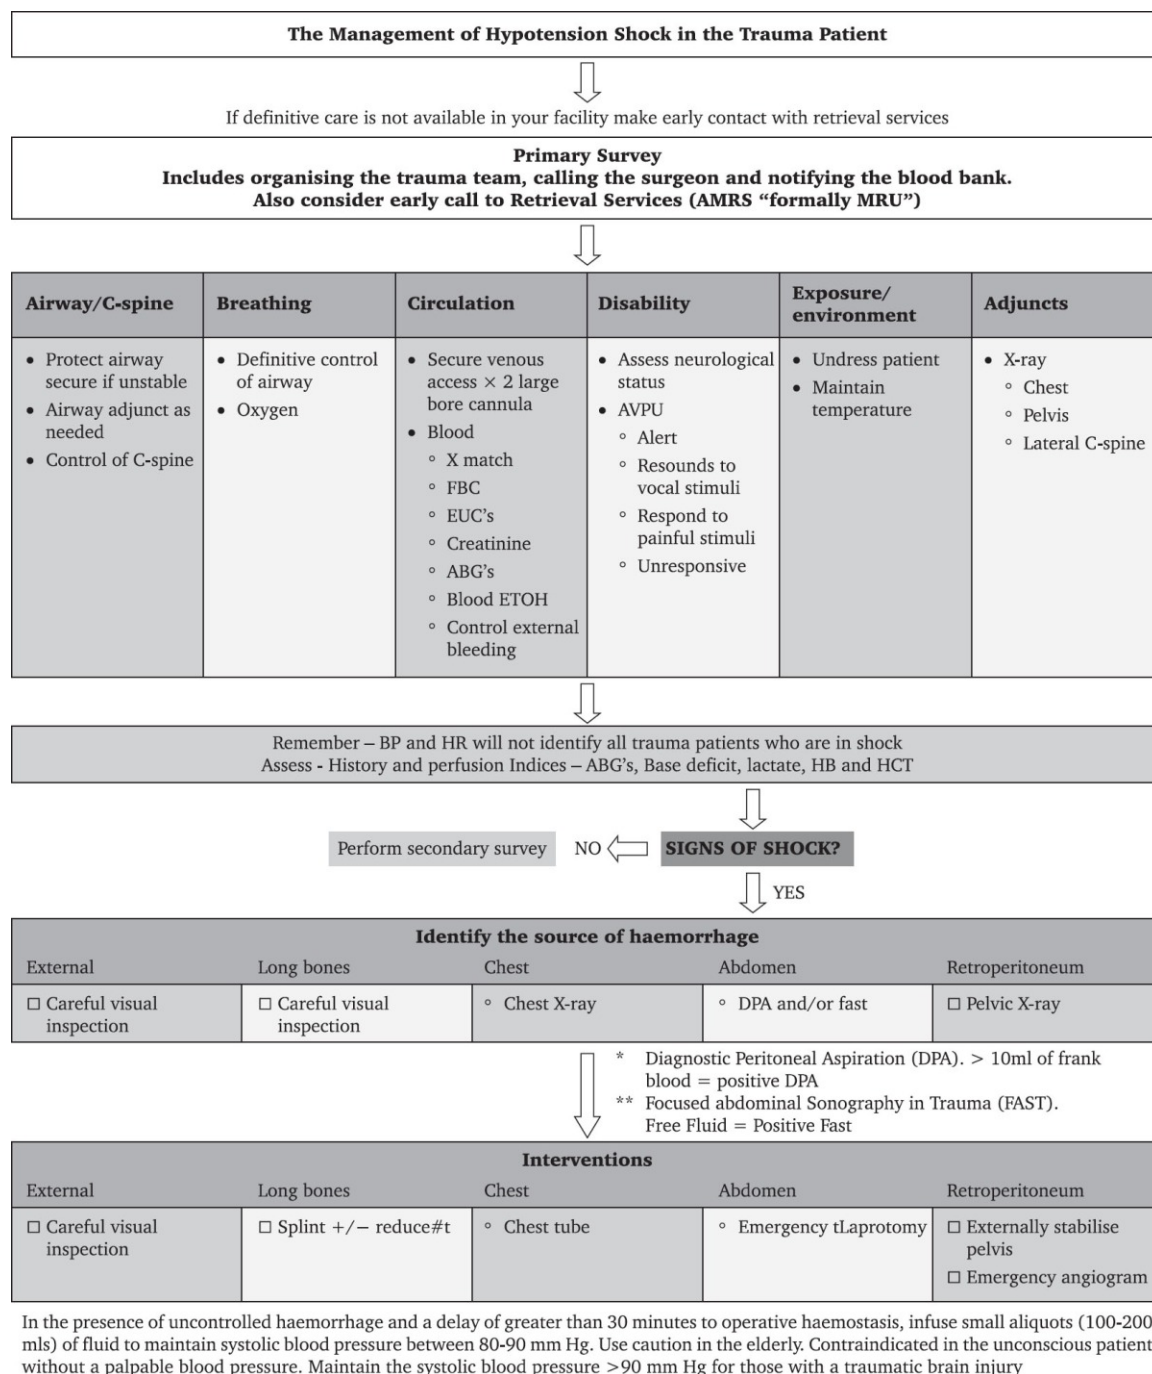 The Management of Hypotension Shock in the Trauma Patient
If definitive care is not available in your facility make early contact with retrieval services
Primary Survey
Includes organising the trauma team, calling the surgeon and notifying the blood bank.
Also consider early call to Retrieval Services (AMRS “formally MRU”)
Airway/C-spine
• Protect airway
secure if unstable
• Airway adjunct as
needed
• Control of C-spine
Breathing
• Definitive control
of airway
• Oxygen
Circulation
• Secure venous
access × 2 large
bore cannula
• Blood
◦ X match
◦ FBC
◦ EUC's
◦ Creatinine
◦ ABG's
◦ Blood ETOH
◦ Control external
bleeding
Disability
• Assess neurological
status
• AVPU
◦ Alert
◦ Resounds to
vocal stimuli
◦ Respond to
painful stimuli
◦ Unresponsive
Exposure/
environment
• Undress patient
• Maintain
temperature
Adjuncts
• X-ray
◦ Chest
◦ Pelvis
◦ Lateral C-spine
Remember – BP and HR will not identify all trauma patients who are in shock
Assess - History and perfusion Indices – ABG's, Base deficit, lactate, HB and HCT
Perform secondary survey NO SIGNS OF SHOCK?
YES
Identify the source of haemorrhage
External
□ Careful visual
inspection
Long bones
□ Careful visual
inspection
Chest
◦ Chest X-ray
Abdomen
◦ DPA and/or fast
Retroperitoneum
□ Pelvic X-ray
* Diagnostic Peritoneal Aspiration (DPA). > 10ml of frank
blood = positive DPA
** Focused abdominal Sonography in Trauma (FAST).
Free Fluid = Positive Fast
Interventions
External
□ Careful visual
inspection
Long bones
□ Splint +/− reduce#t
Chest
◦ Chest tube
Abdomen
◦ Emergency tLaprotomy
Retroperitoneum
□ Externally stabilise
pelvis
□ Emergency angiogram
In the presence of uncontrolled haemorrhage and a delay of greater than 30 minutes to operative haemostasis, infuse small aliquots (100-200
mls) of fluid to maintain systolic blood pressure between 80-90 mm Hg. Use caution in the elderly. Contraindicated in the unconscious patient
without a palpable blood pressure. Maintain the systolic blood pressure >90 mm Hg for those with a traumatic brain injury